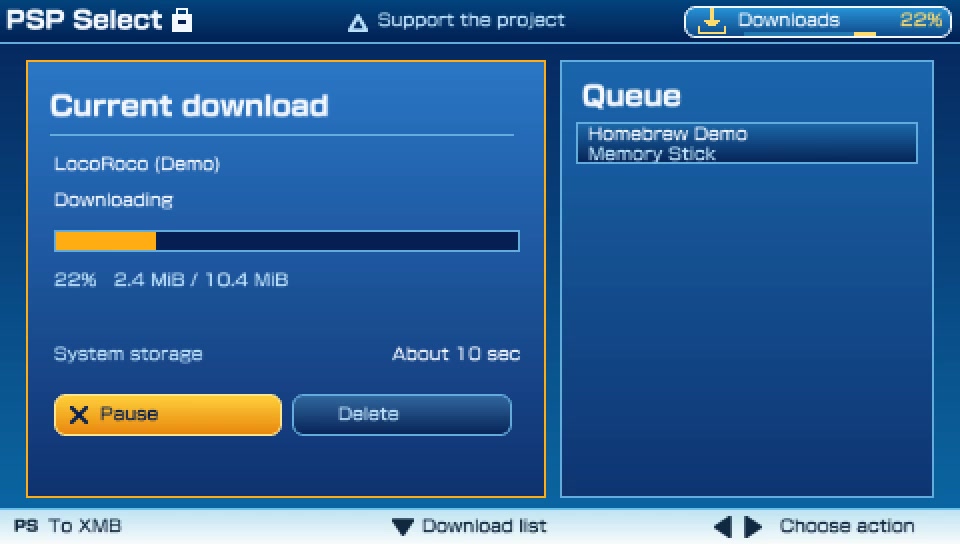 PSP Select
Support the project
Downloads 22%
Current download
LocoRoco (Demo)
Downloading
22% 2.4 MiB / 10.4 MiB
System storage
About 10 sec
Pause
Delete
Queue
Homebrew Demo
Memory Stick
PS To XMB
Download list
Choose action